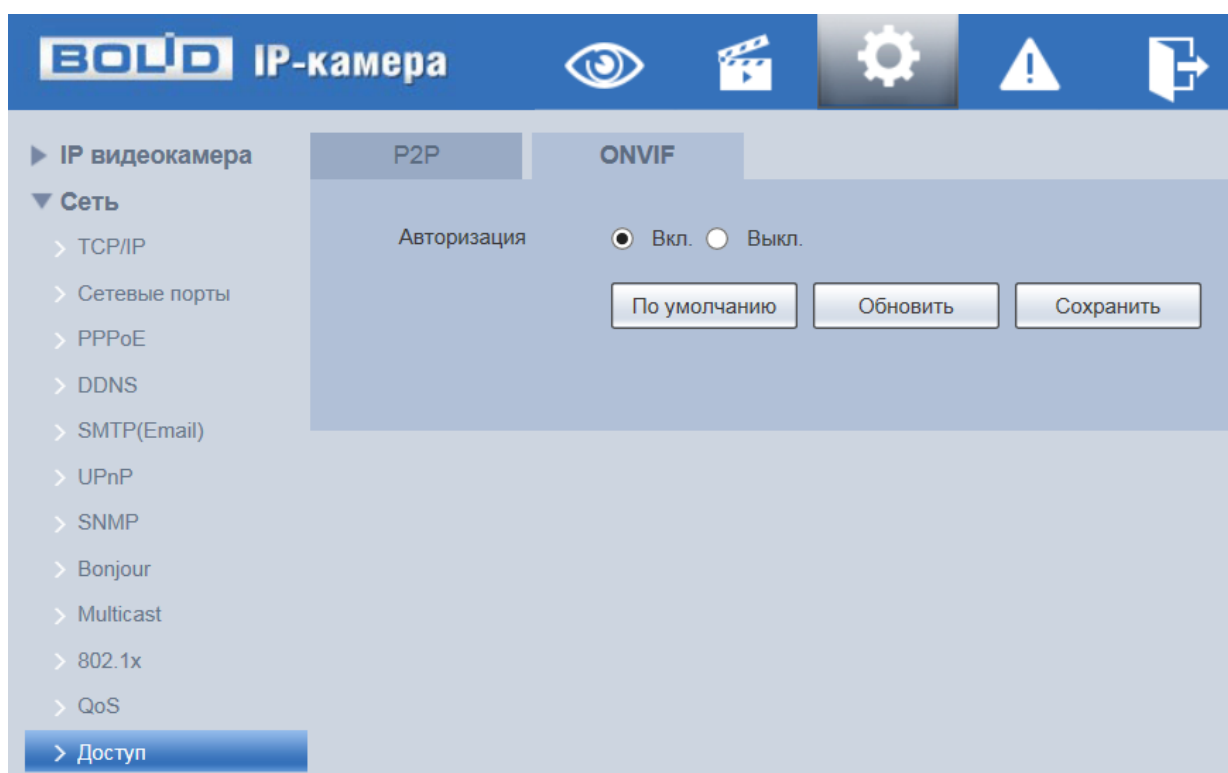 BOLID IP-камера
IP видеокамера
Сеть
TCP/IP
Сетевые порты
PPPoE
DDNS
SMTP(Email)
UPnP
SNMP
Bonjour
Multicast
802.1x
QoS
Доступ
P2P ONVIF
Авторизация Вкл. Выкл.
По умолчанию Обновить Сохранить